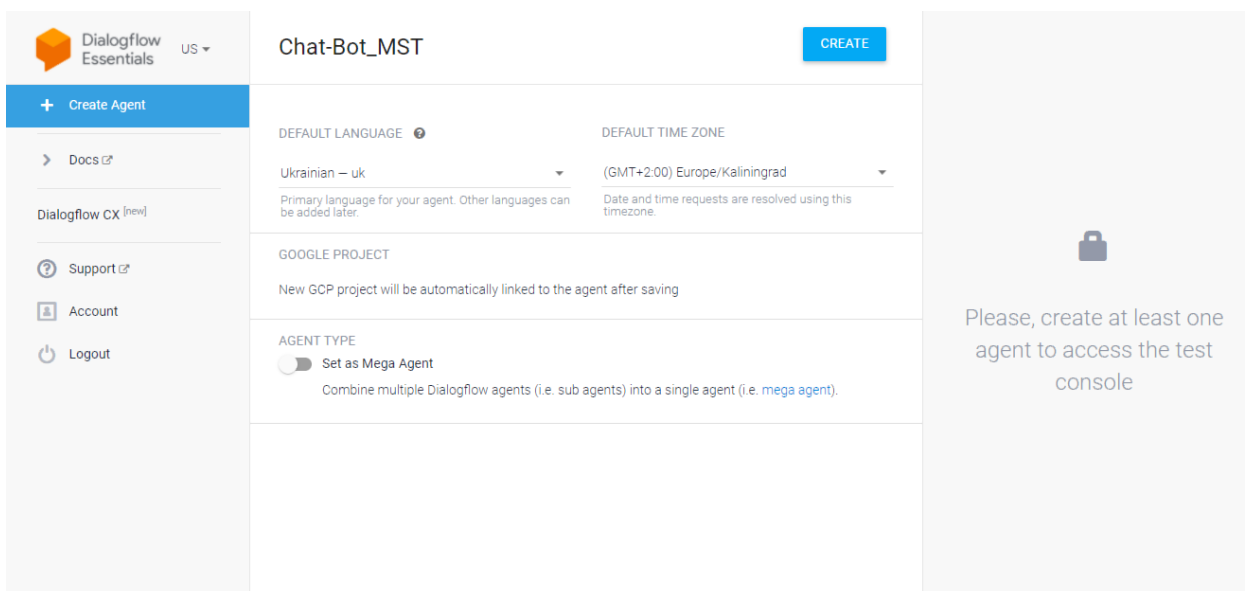 Dialogflow
Essentials
US
Chat-Bot_MST
CREATE
Create Agent
Docs
Dialogflow CX [new]
Support
Account
Logout
DEFAULT LANGUAGE
DEFAULT TIME ZONE
Ukrainian — uk
(GMT+2:00) Europe/Kaliningrad
Primary language for your agent. Other languages can
be added later.
Date and time requests are resolved using this
timezone.
GOOGLE PROJECT
New GCP project will be automatically linked to the agent after saving
AGENT TYPE
Set as Mega Agent
Combine multiple Dialogflow agents (i.e. sub agents) into a single agent (i.e. mega agent).
Please, create at least one
agent to access the test
console